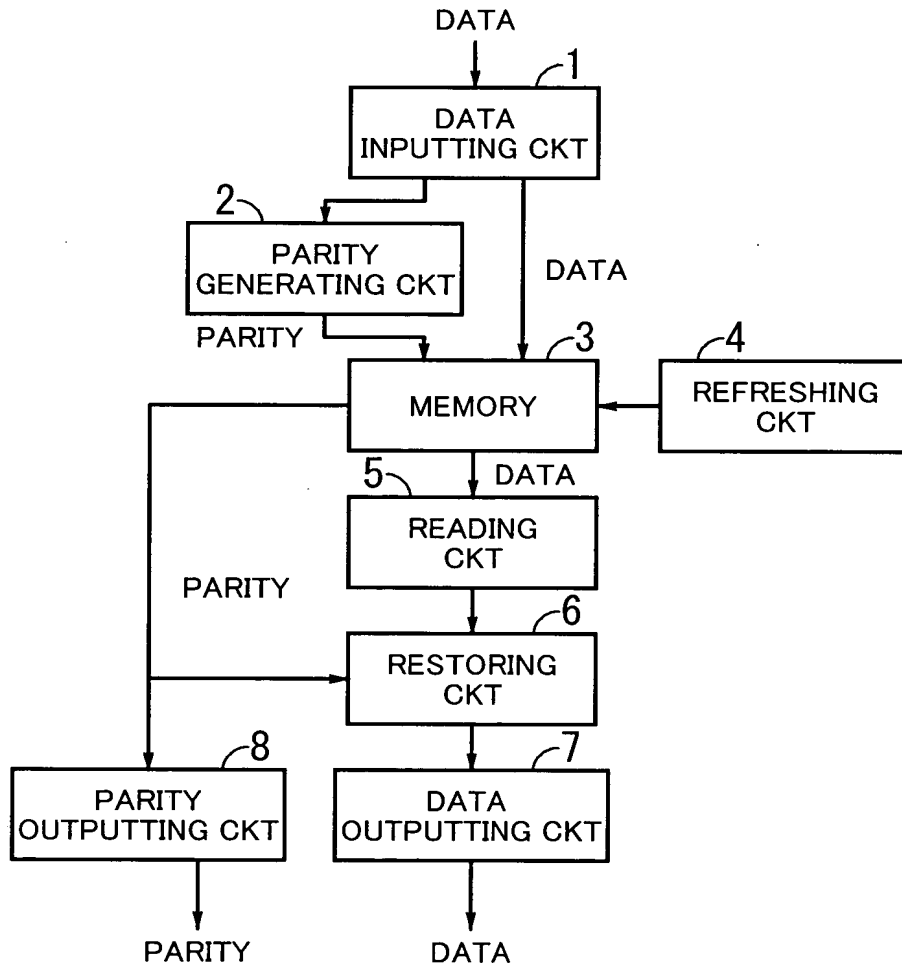 DATA
1
DATA
INPUTTING CKT
2
PARITY
GENERATING CKT
DATA
PARITY
3
MEMORY
4
REFRESHING
CKT
DATA
5
READING
CKT
PARITY
6
RESTORING
CKT
8
PARITY
OUTPUTTING CKT
7
DATA
OUTPUTTING CKT
PARITY
DATA